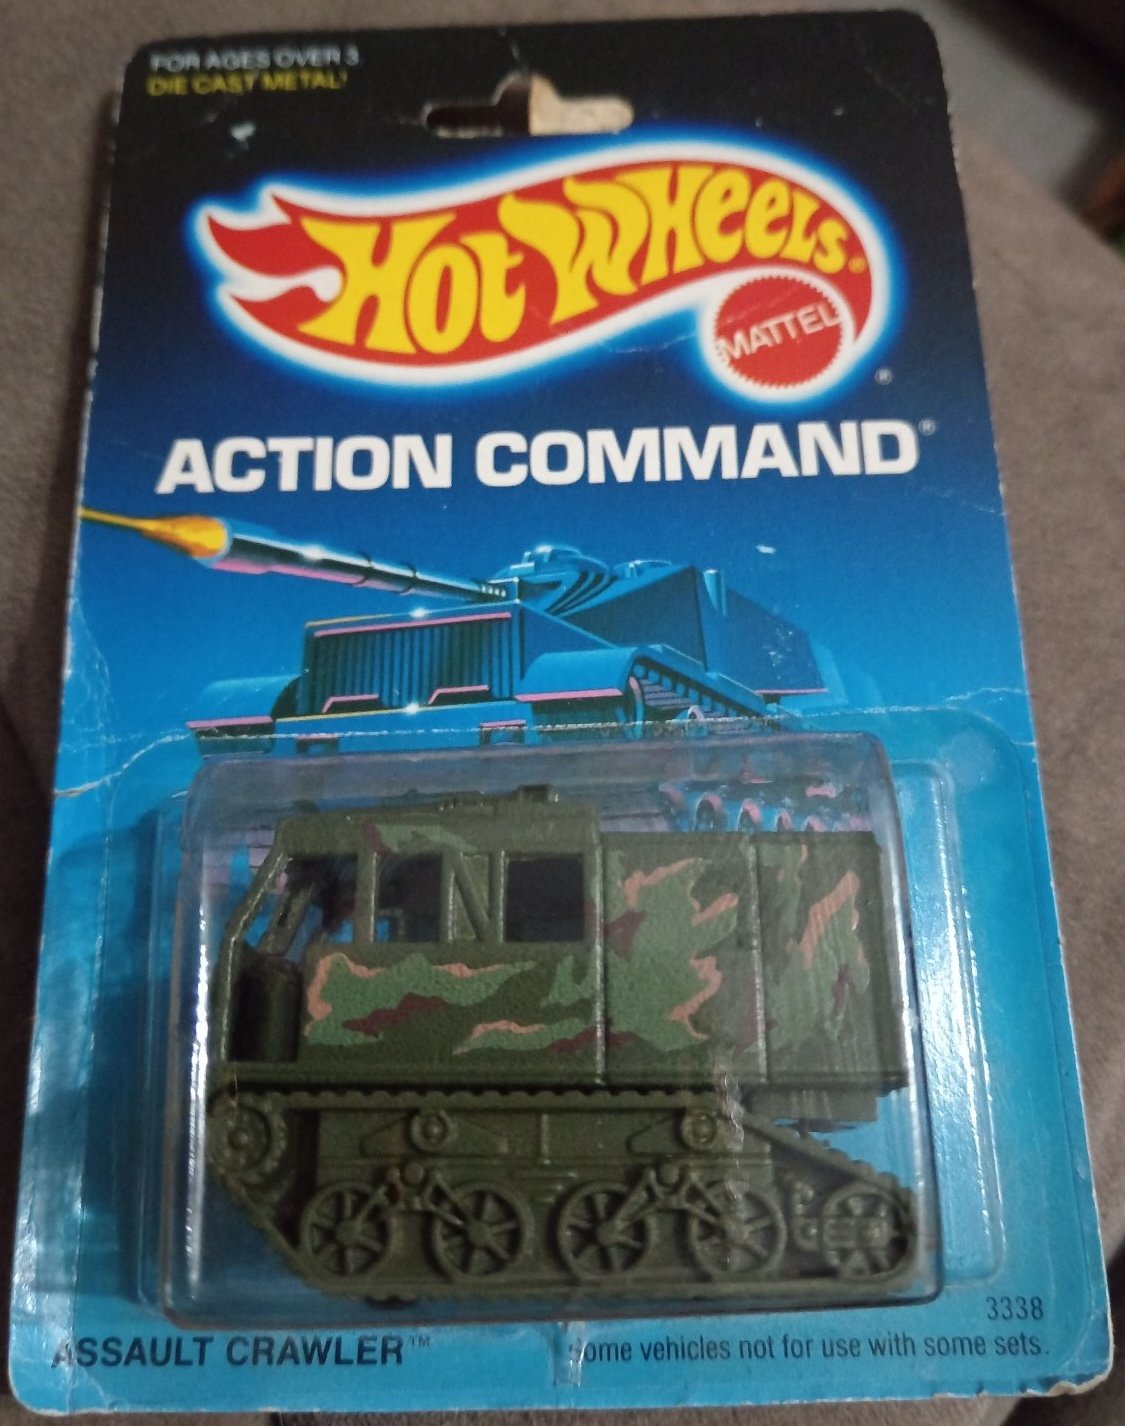 FOR AGES OVER 3
DIE CAST METAL!
HOT WHEELS®
MATTEL
®
ACTION COMMAND®
3338
ASSAULT CRAWLER™
Some vehicles not for use with some sets.